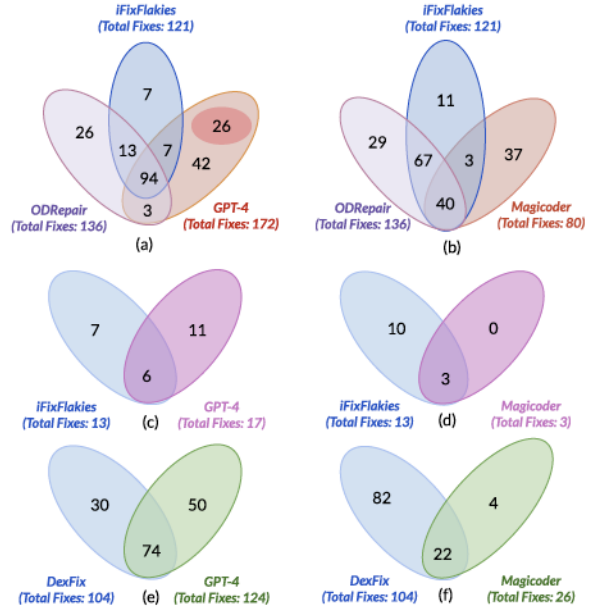 iFixFlakies
(Total Fixes: 121)
7
26
26
13
7
42
94
3
ODRepair
(Total Fixes: 136)
GPT-4
(Total Fixes: 172)
(a)
iFixFlakies
(Total Fixes: 121)
11
29
67
3
37
40
ODRepair
(Total Fixes: 136)
Magicoder
(Total Fixes: 80)
(b)
7
11
6
iFixFlakies
(Total Fixes: 13)
(c)
GPT-4
(Total Fixes: 17)
10
0
3
iFixFlakies
(Total Fixes: 13)
(d)
Magicoder
(Total Fixes: 3)
30
50
74
DexFix
(Total Fixes: 104)
(e)
GPT-4
(Total Fixes: 124)
82
4
22
DexFix
(Total Fixes: 104)
(f)
Magicoder
(Total Fixes: 26)